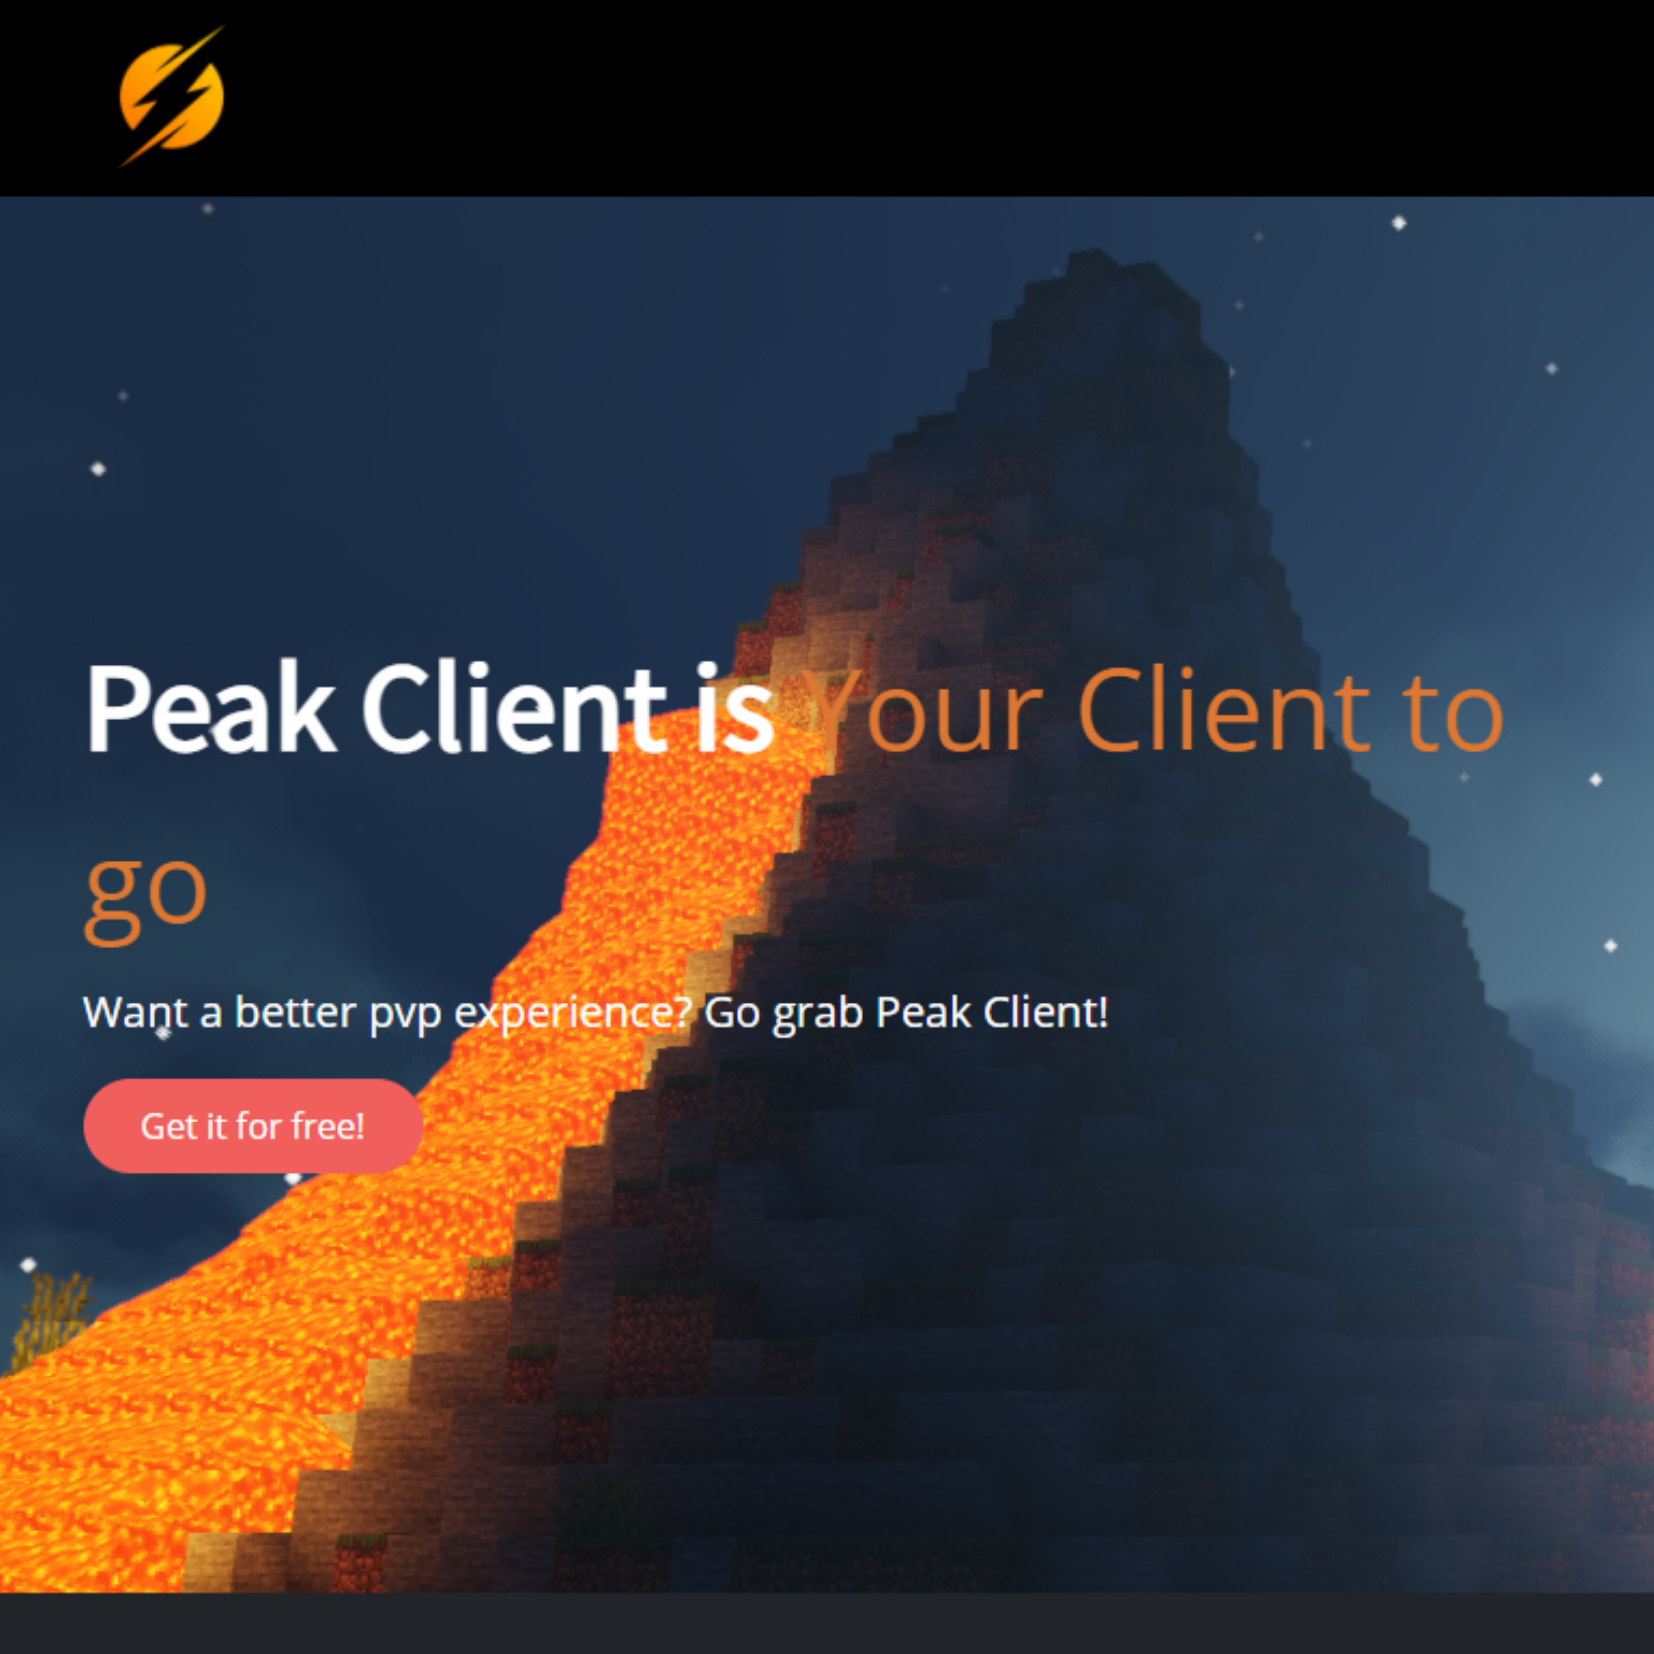 Peak Client is Your Client to
go
Want a better pvp experience? Go grab Peak Client!
Get it for free!